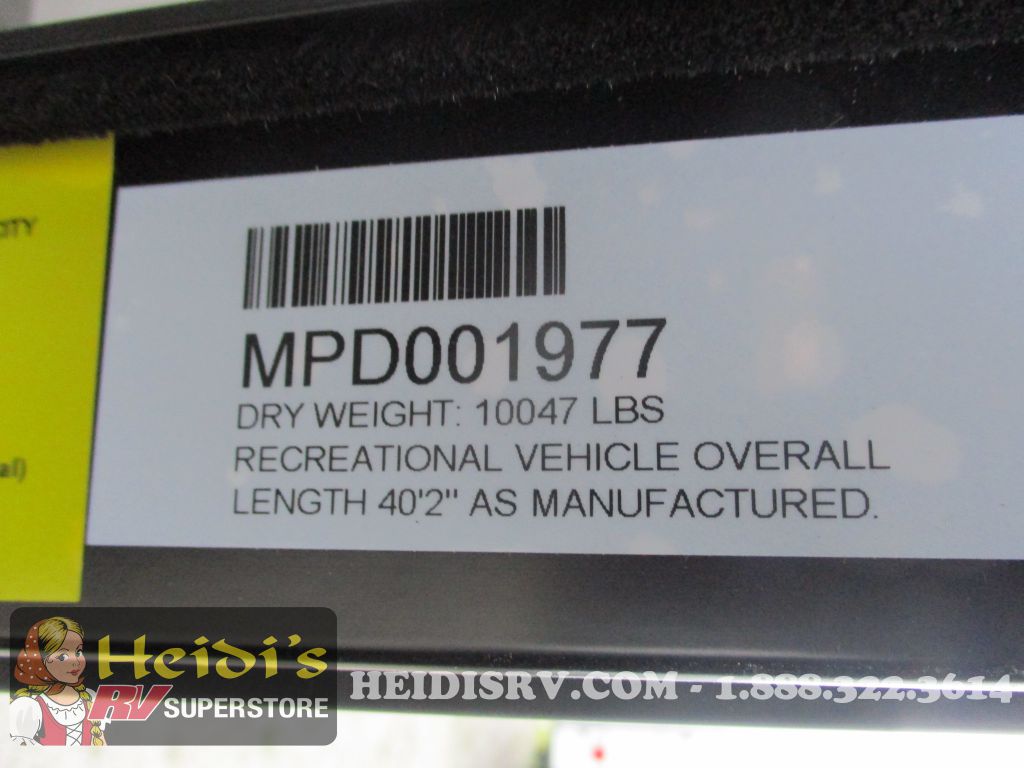 MPD001977
DRY WEIGHT: 10047 LBS
RECREATIONAL VEHICLE OVERALL
LENGTH 40'2" AS MANUFACTURED.
Heidi's
RV SUPERSTORE
HEIDISRV.COM - 1.888.322.3614